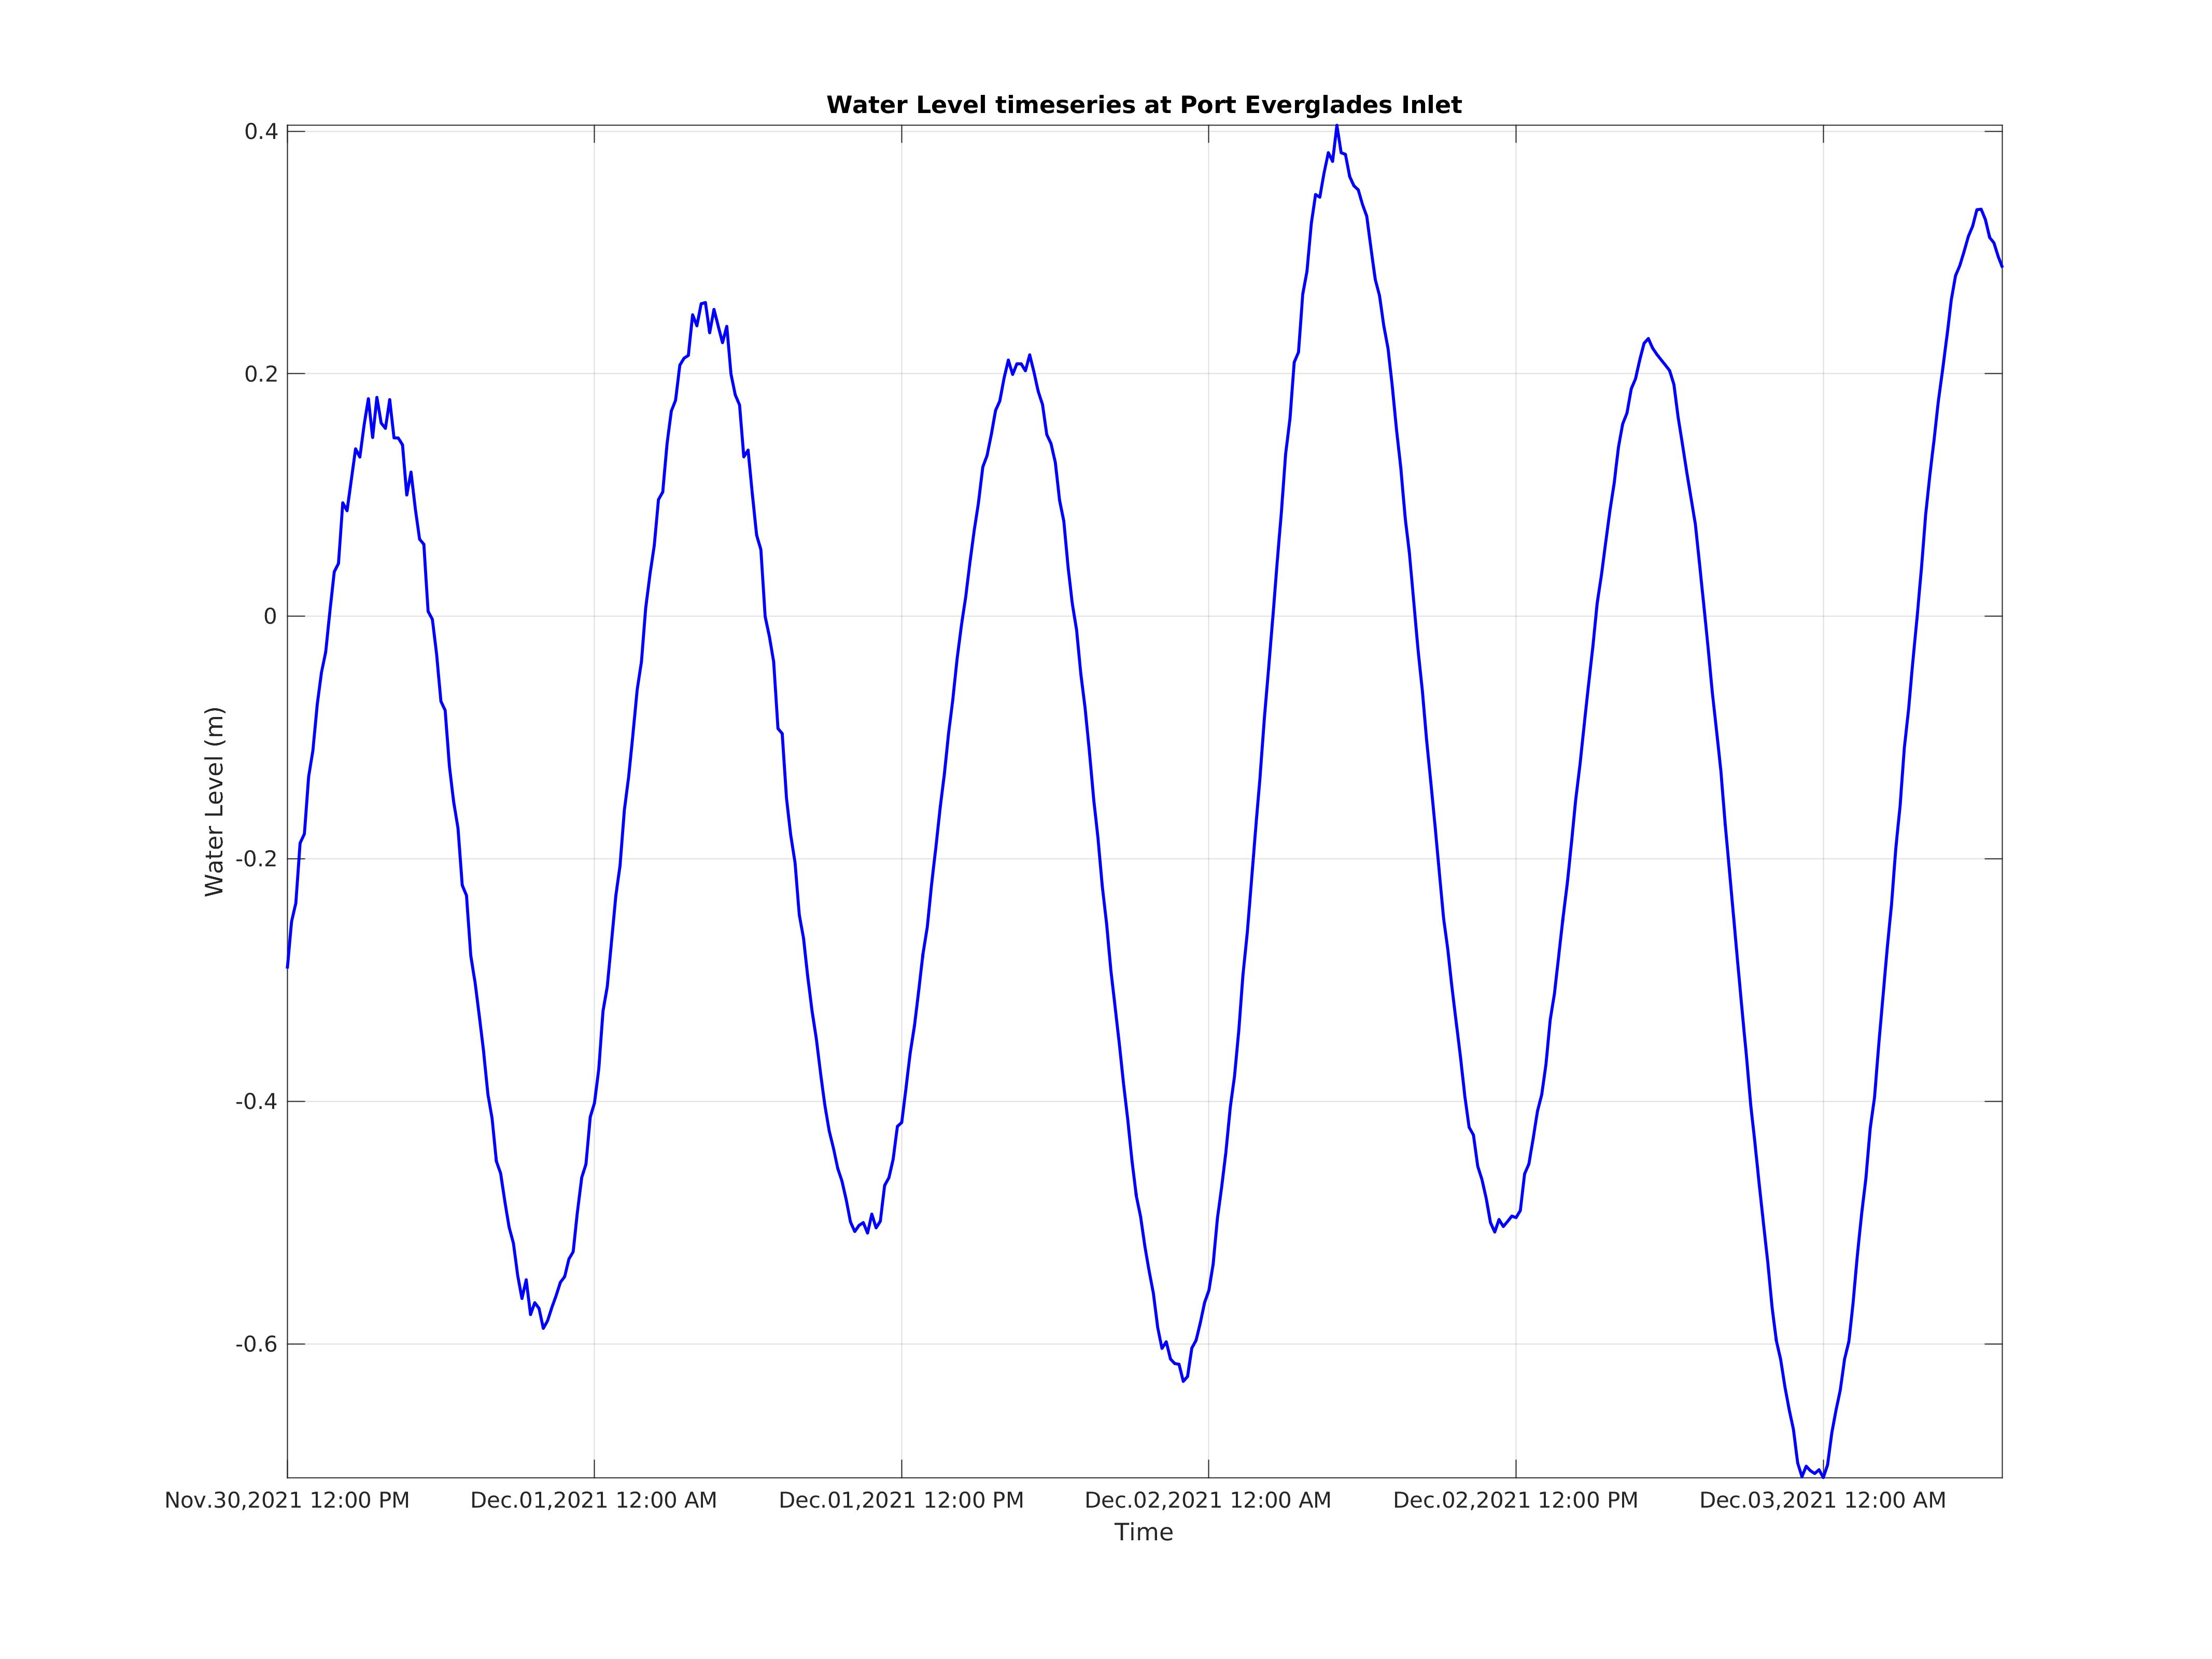 Water Level timeseries at Port Everglades Inlet
0.4
0.2
0
-0.2
-0.4
-0.6
Water Level (m)
Nov.30,2021 12:00 PM
Dec.01,2021 12:00 AM
Dec.01,2021 12:00 PM
Dec.02,2021 12:00 AM
Dec.02,2021 12:00 PM
Dec.03,2021 12:00 AM
Time